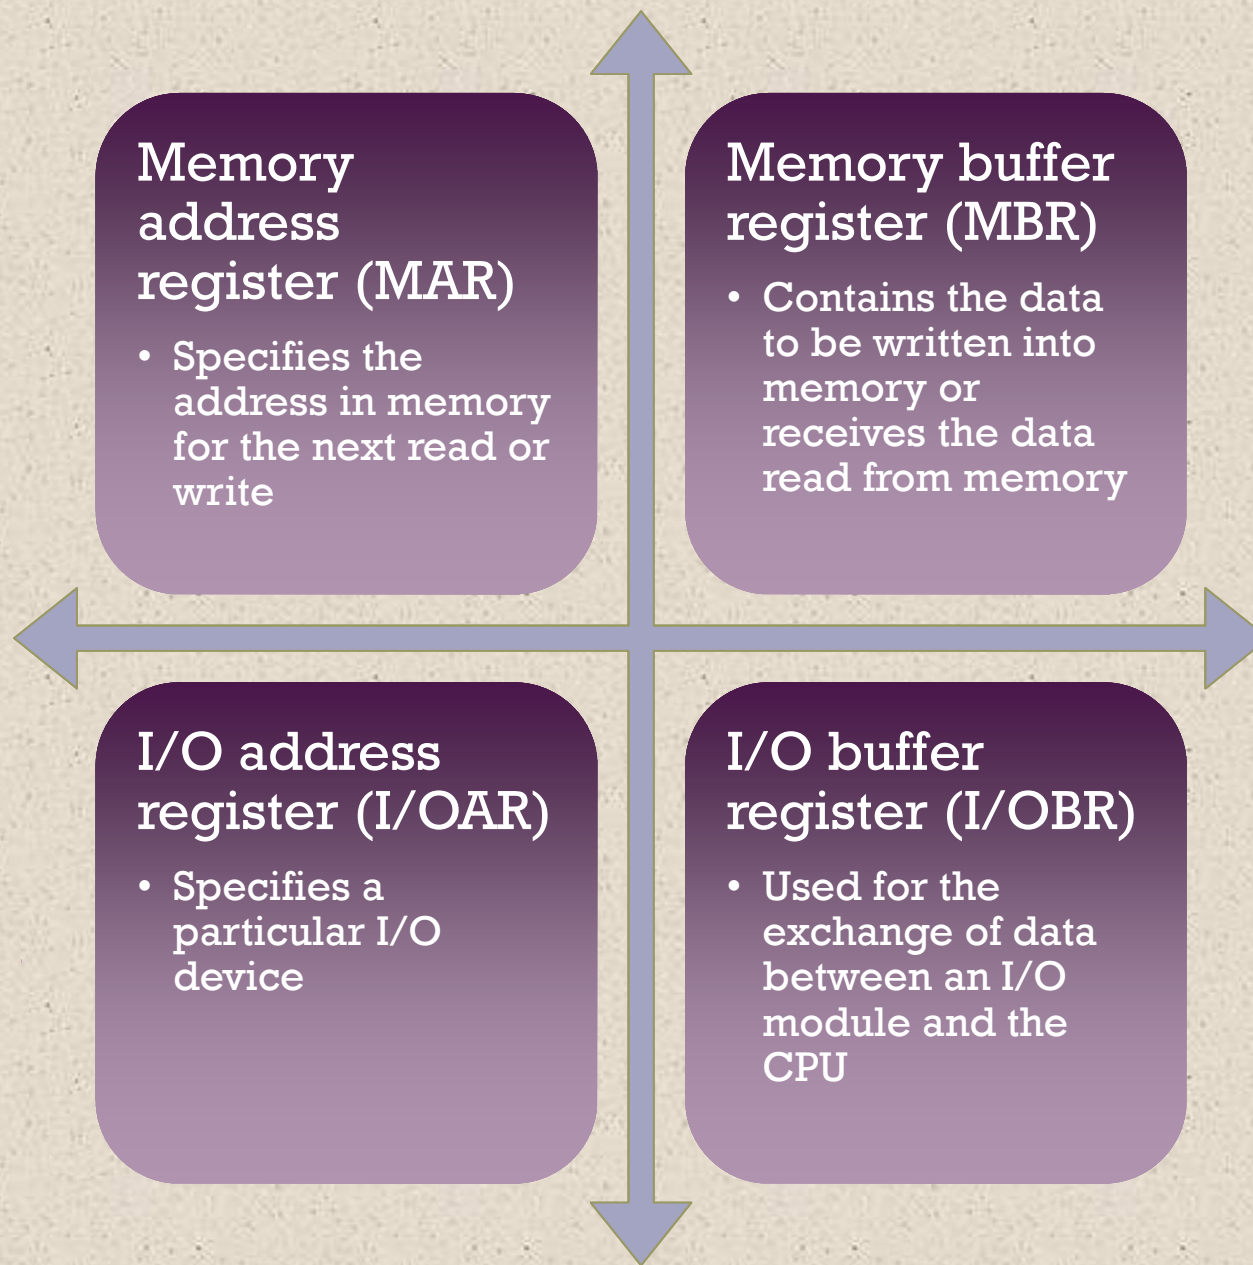 Memory
address
register (MAR)
• Specifies the
address in memory
for the next read or
write
Memory buffer
register (MBR)
• Contains the data
to be written into
memory or
receives the data
read from memory
I/O address
register (I/OAR)
• Specifies a
particular I/O
device
I/O buffer
register (I/OBR)
• Used for the
exchange of data
between an I/O
module and the
CPU